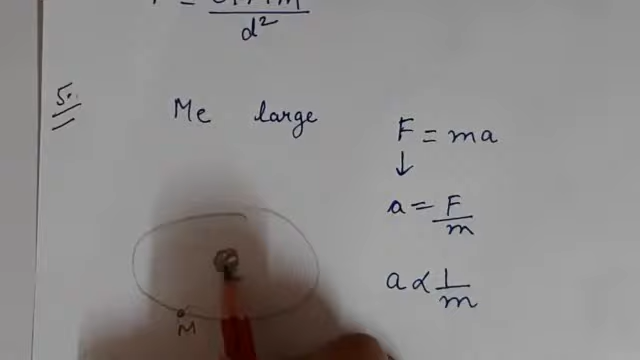 d²
5.
Me large
F = ma
↓
a = F/m
a ∝ 1/m
M